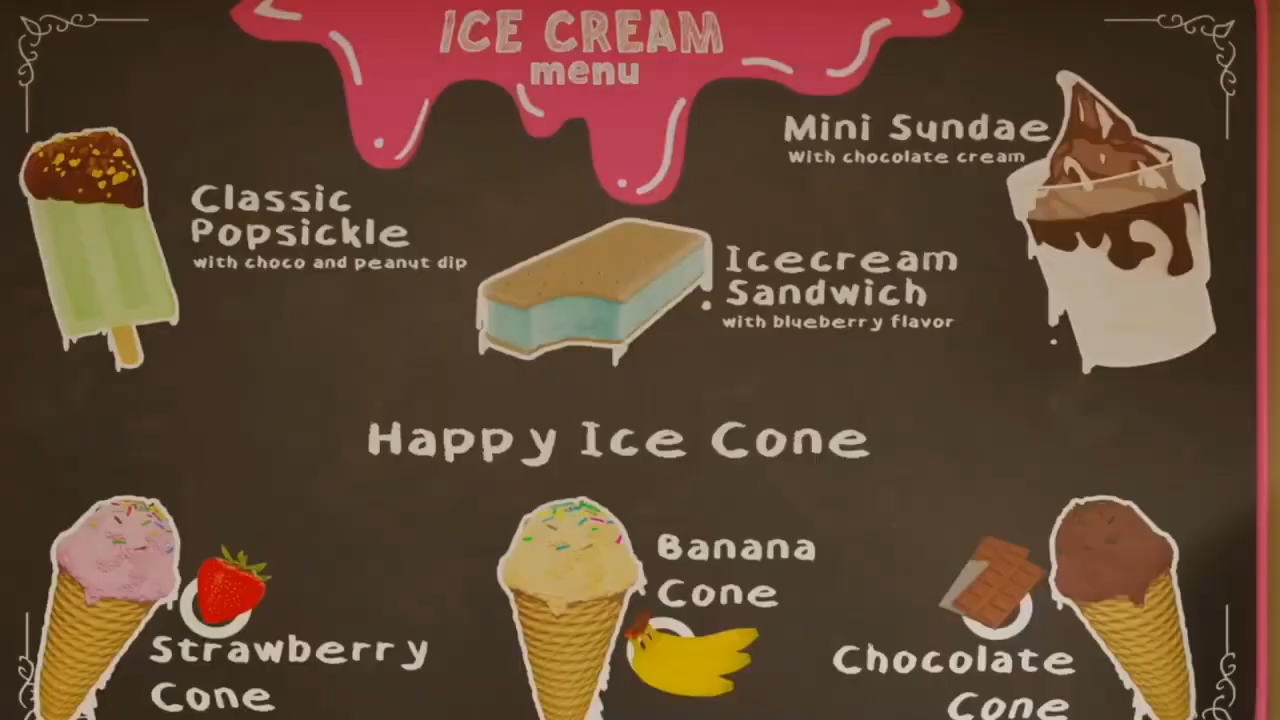 ICE CREAM
menu
Mini Sundae
With chocolate cream
Classic
Popsickle
with choco and peanut dip
Icecream
Sandwich
with blueberry flavor
Happy Ice Cone
Banana
Cone
Strawberry
Cone
Chocolate
Cone